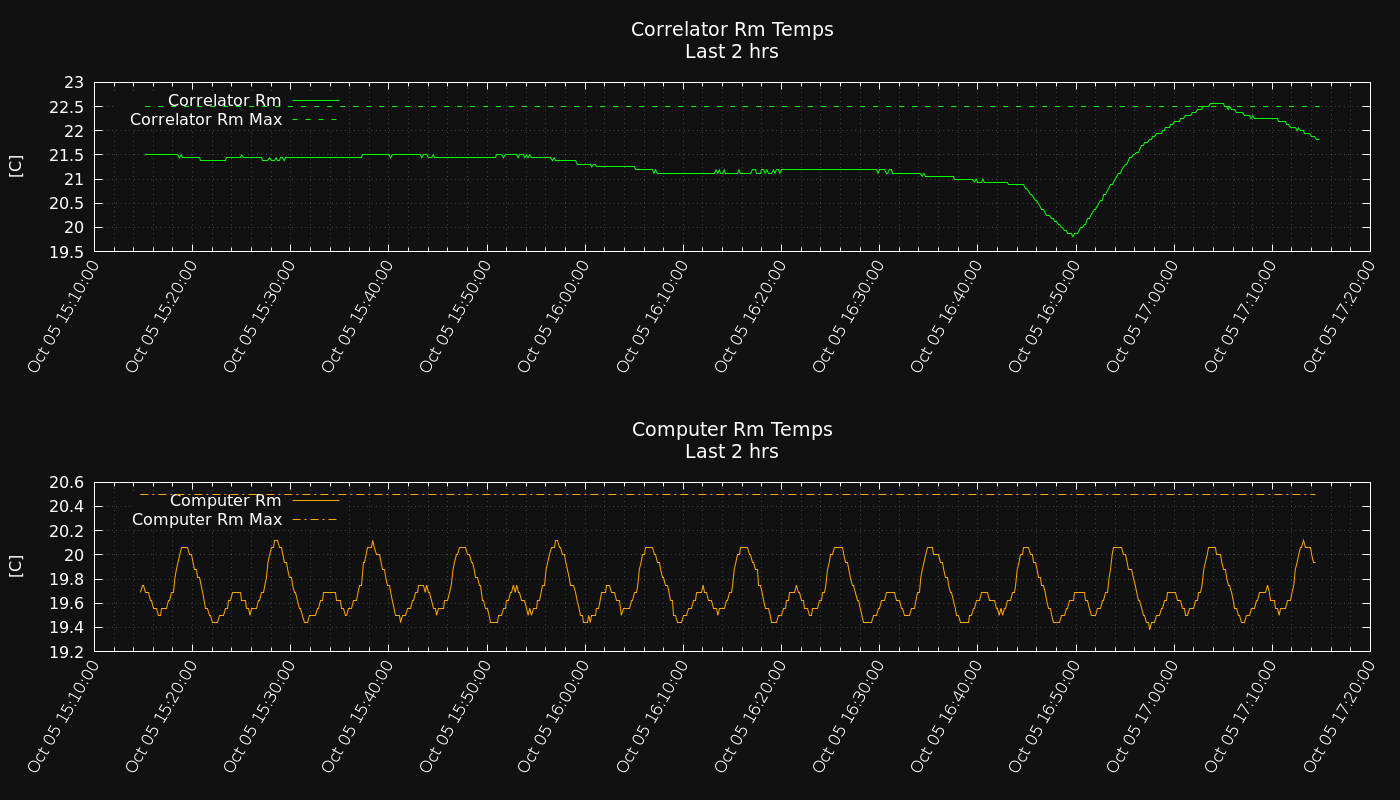 Correlator Rm Temps
Last 2 hrs
23
22.5
22
21.5
21
20.5
20
19.5
[C]
Correlator Rm
Correlator Rm Max
Oct 05 15:10:00
Oct 05 15:20:00
Oct 05 15:30:00
Oct 05 15:40:00
Oct 05 15:50:00
Oct 05 16:00:00
Oct 05 16:10:00
Oct 05 16:20:00
Oct 05 16:30:00
Oct 05 16:40:00
Oct 05 16:50:00
Oct 05 17:00:00
Oct 05 17:10:00
Oct 05 17:20:00
Computer Rm Temps
Last 2 hrs
20.6
20.4
20.2
20
19.8
19.6
19.4
19.2
[C]
Computer Rm
Computer Rm Max
Oct 05 15:10:00
Oct 05 15:20:00
Oct 05 15:30:00
Oct 05 15:40:00
Oct 05 15:50:00
Oct 05 16:00:00
Oct 05 16:10:00
Oct 05 16:20:00
Oct 05 16:30:00
Oct 05 16:40:00
Oct 05 16:50:00
Oct 05 17:00:00
Oct 05 17:10:00
Oct 05 17:20:00